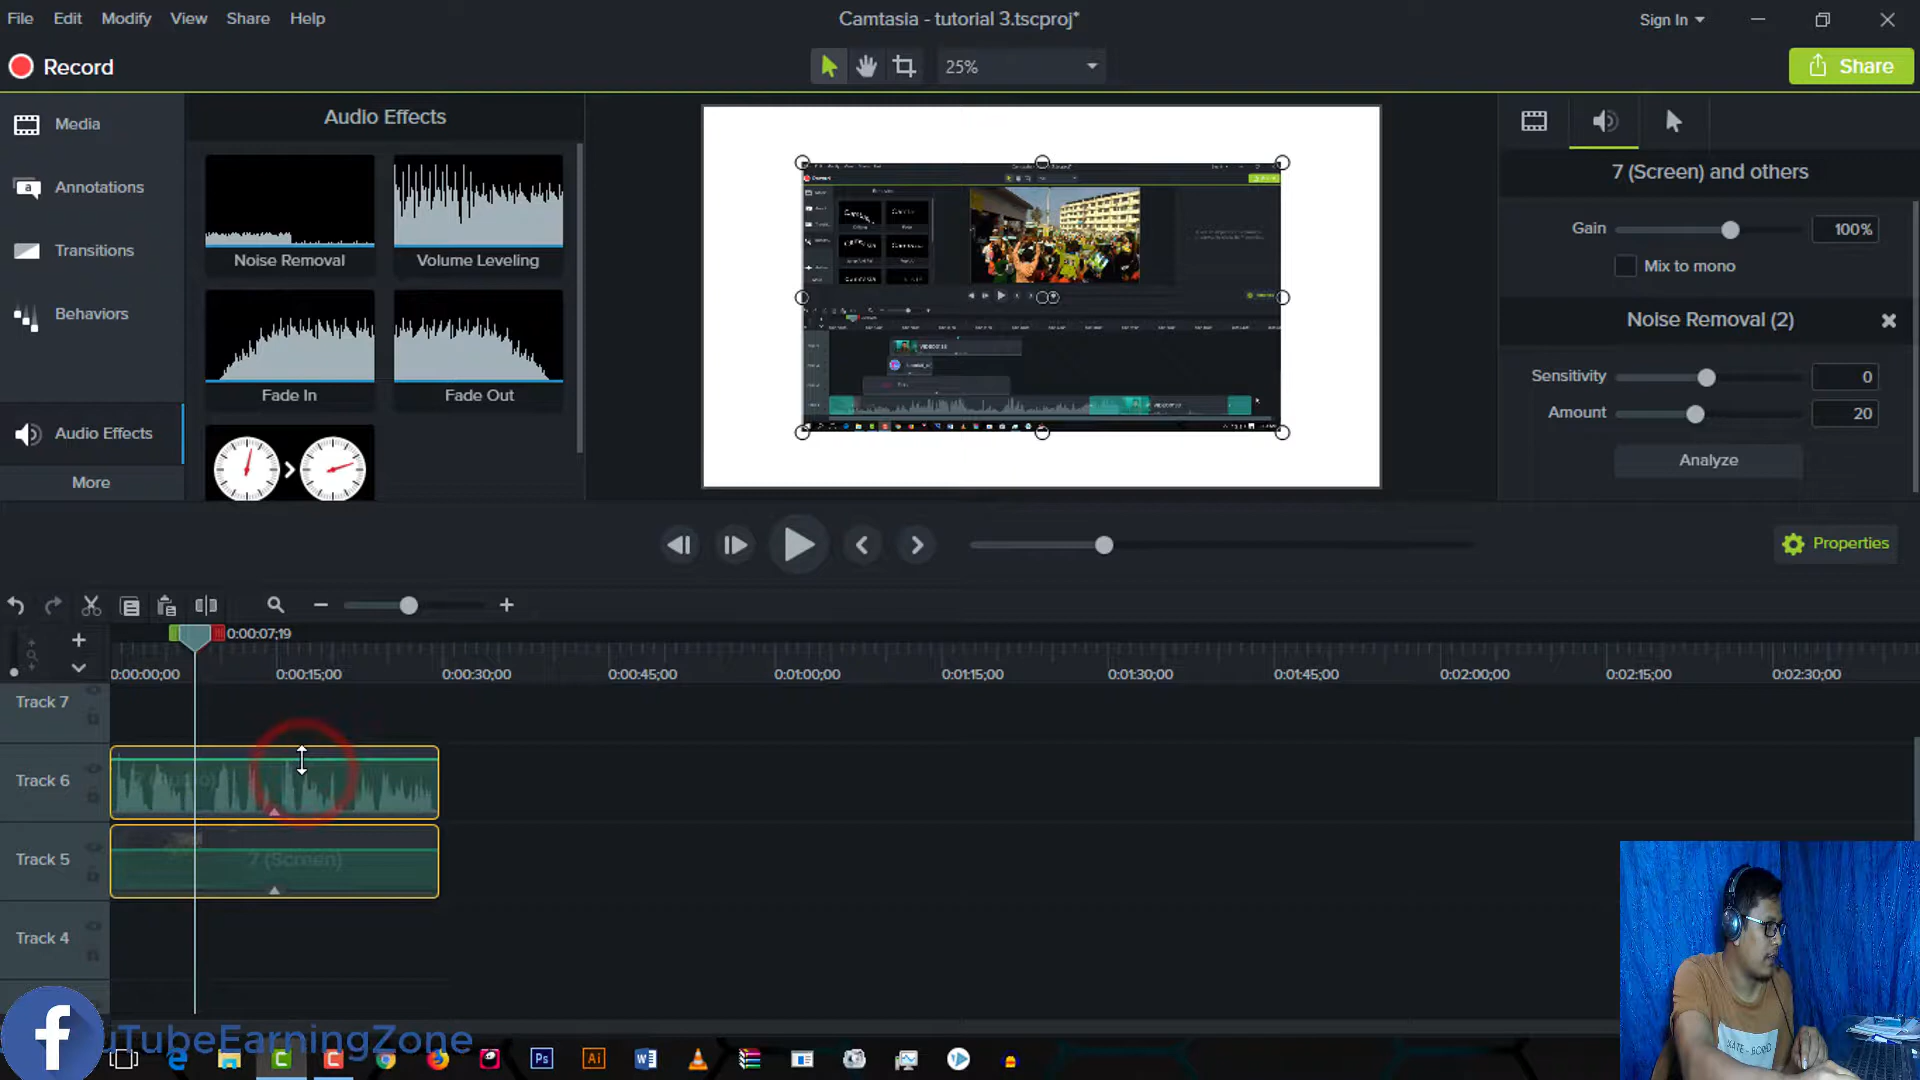 File Edit Modify View Share Help
Camtasia - tutorial 3.tscproj*
Sign In
Record
25%
Share
Media
Annotations
Transitions
Behaviors
Audio Effects
More
Audio Effects
Noise Removal
Volume Leveling
Fade In
Fade Out
7 (Screen) and others
Gain 100%
Mix to mono
Noise Removal (2)
Sensitivity 0
Amount 20
Analyze
Properties
0:00:07;19
0:00:00;00 0:00:15;00 0:00:30;00 0:00:45;00 0:01:00;00 0:01:15;00 0:01:30;00 0:01:45;00 0:02:00;00 0:02:15;00 0:02:30;00
Track 7
Track 6
7 (Audio)
Track 5
7 (Screen)
Track 4
uTubeEarningZone